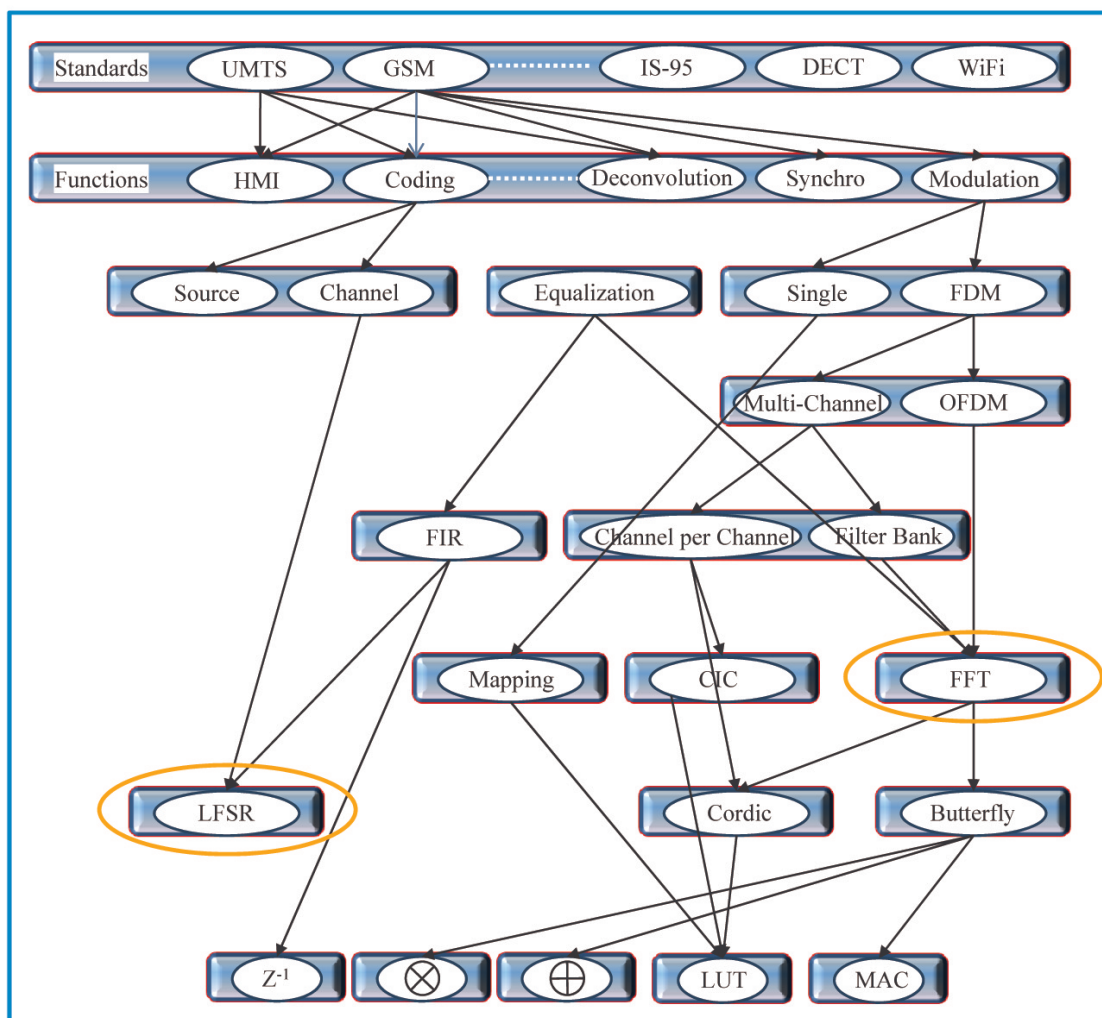 Standards UMTS GSM IS-95 DECT WiFi
Functions HMI Coding Deconvolution Synchro Modulation
Source Channel Equalization Single FDM
Multi-Channel OFDM
FIR Channel per Channel Filter Bank
Mapping CIC FFT
LFSR Cordic Butterfly
Z⁻¹ ⊗ ⊕ LUT MAC